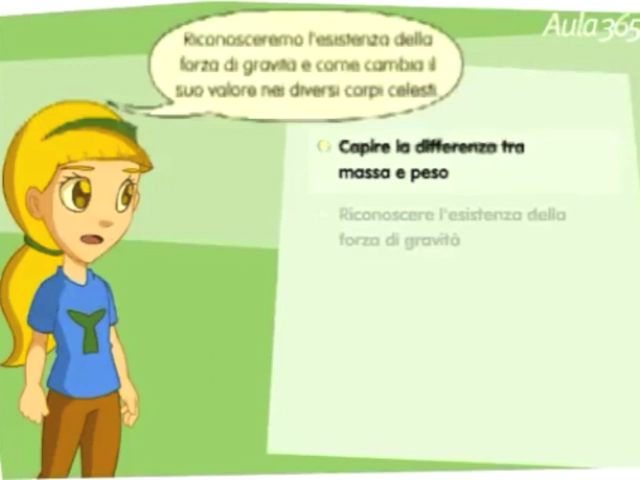 Aula365
Riconosceremo l'esistenza della
forza di gravità e come cambia il
suo valore nei diversi corpi celesti.
Capire la differenza tra
massa e peso
Riconoscere l'esistenza della
forza di gravità
Y